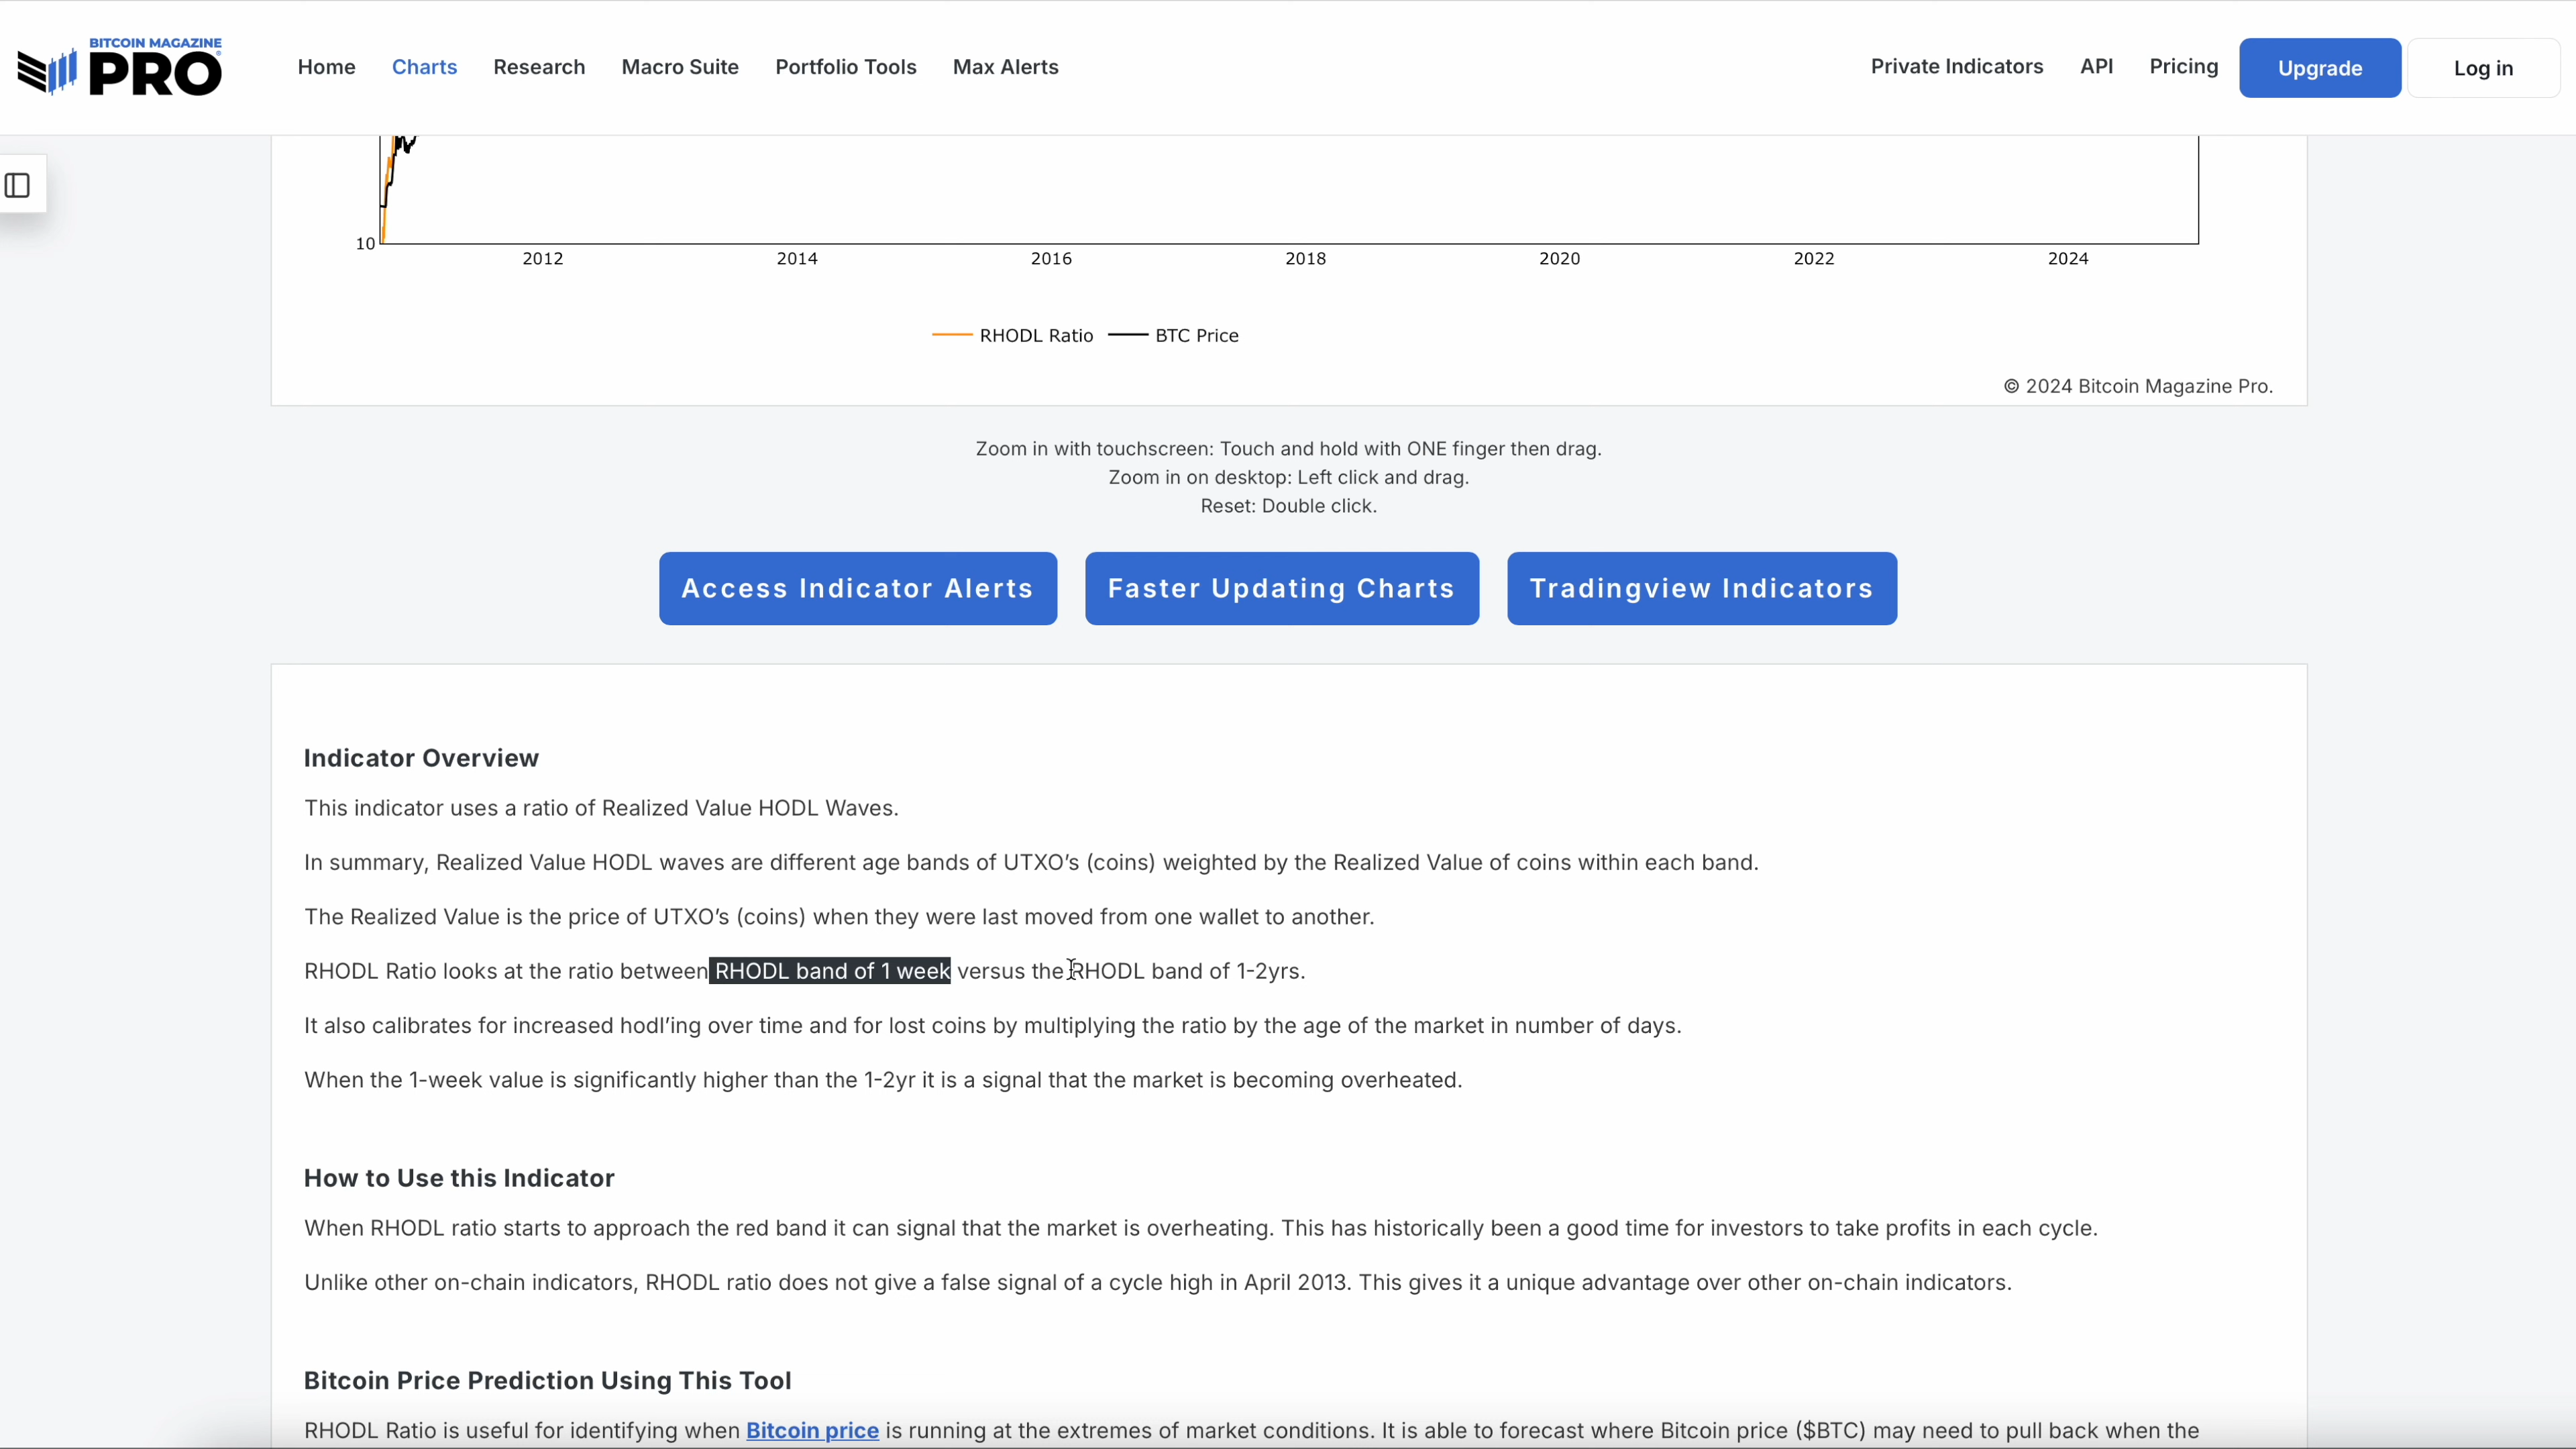 BITCOIN MAGAZINE
PRO
Home Charts Research Macro Suite Portfolio Tools Max Alerts Private Indicators API Pricing Upgrade Log in
10
2012 2014 2016 2018 2020 2022 2024
RHODL Ratio BTC Price
© 2024 Bitcoin Magazine Pro.
Zoom in with touchscreen: Touch and hold with ONE finger then drag.
Zoom in on desktop: Left click and drag.
Reset: Double click.
Access Indicator Alerts Faster Updating Charts Tradingview Indicators
Indicator Overview
This indicator uses a ratio of Realized Value HODL Waves.
In summary, Realized Value HODL waves are different age bands of UTXO’s (coins) weighted by the Realized Value of coins within each band.
The Realized Value is the price of UTXO’s (coins) when they were last moved from one wallet to another.
RHODL Ratio looks at the ratio between RHODL band of 1 week versus the RHODL band of 1-2yrs.
It also calibrates for increased hodl’ing over time and for lost coins by multiplying the ratio by the age of the market in number of days.
When the 1-week value is significantly higher than the 1-2yr it is a signal that the market is becoming overheated.
How to Use this Indicator
When RHODL ratio starts to approach the red band it can signal that the market is overheating. This has historically been a good time for investors to take profits in each cycle.
Unlike other on-chain indicators, RHODL ratio does not give a false signal of a cycle high in April 2013. This gives it a unique advantage over other on-chain indicators.
Bitcoin Price Prediction Using This Tool
RHODL Ratio is useful for identifying when Bitcoin price is running at the extremes of market conditions. It is able to forecast where Bitcoin price ($BTC) may need to pull back when the